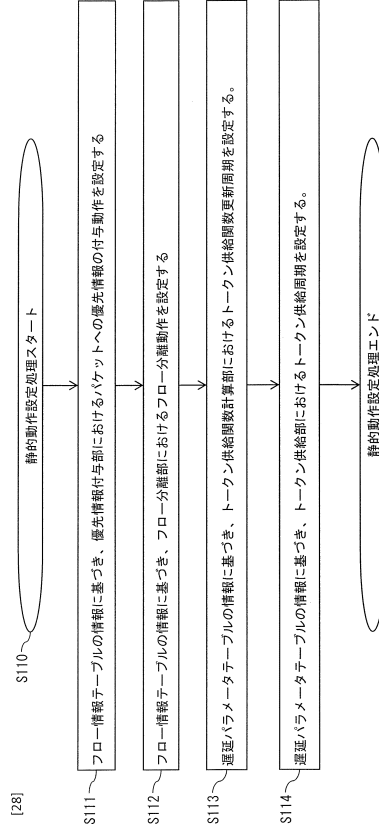 [28]
S110
静的動作設定処理スタート
S111
フロー情報テーブルの情報に基づき、優先情報付与部におけるパケットへの優先情報の付与動作を設定する
S112
フロー情報テーブルの情報に基づき、フロー分離部におけるフロー分離動作を設定する
S113
遅延パラメータテーブルの情報に基づき、トークン供給関数計算部におけるトークン供給関数更新周期を設定する。
S114
遅延パラメータテーブルの情報に基づき、トークン供給部におけるトークン供給周期を設定する。
静的動作設定処理エンド